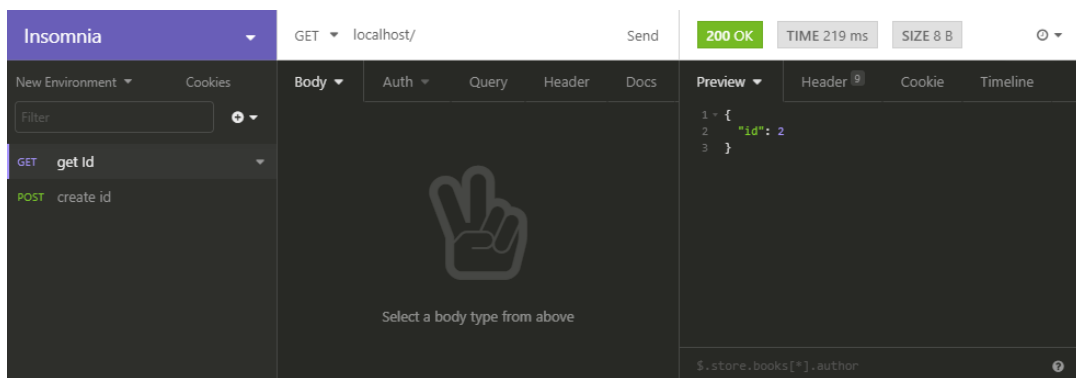 Insomnia
GET localhost/ Send
200 OK TIME 219 ms SIZE 8 B
New Environment Cookies
Body Auth Query Header Docs
Preview Header 9 Cookie Timeline
Filter
GET get Id
POST create id
Select a body type from above
1 {
2 "id": 2
3 }
$.store.books[*].author